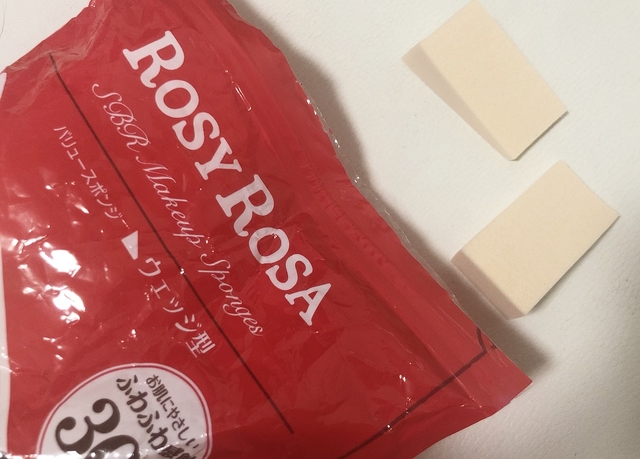 ROSY ROSA
SBR Makeup Sponges
バリュースポンジ
ウェッジ型
お肌にやさしい
ふわふわ